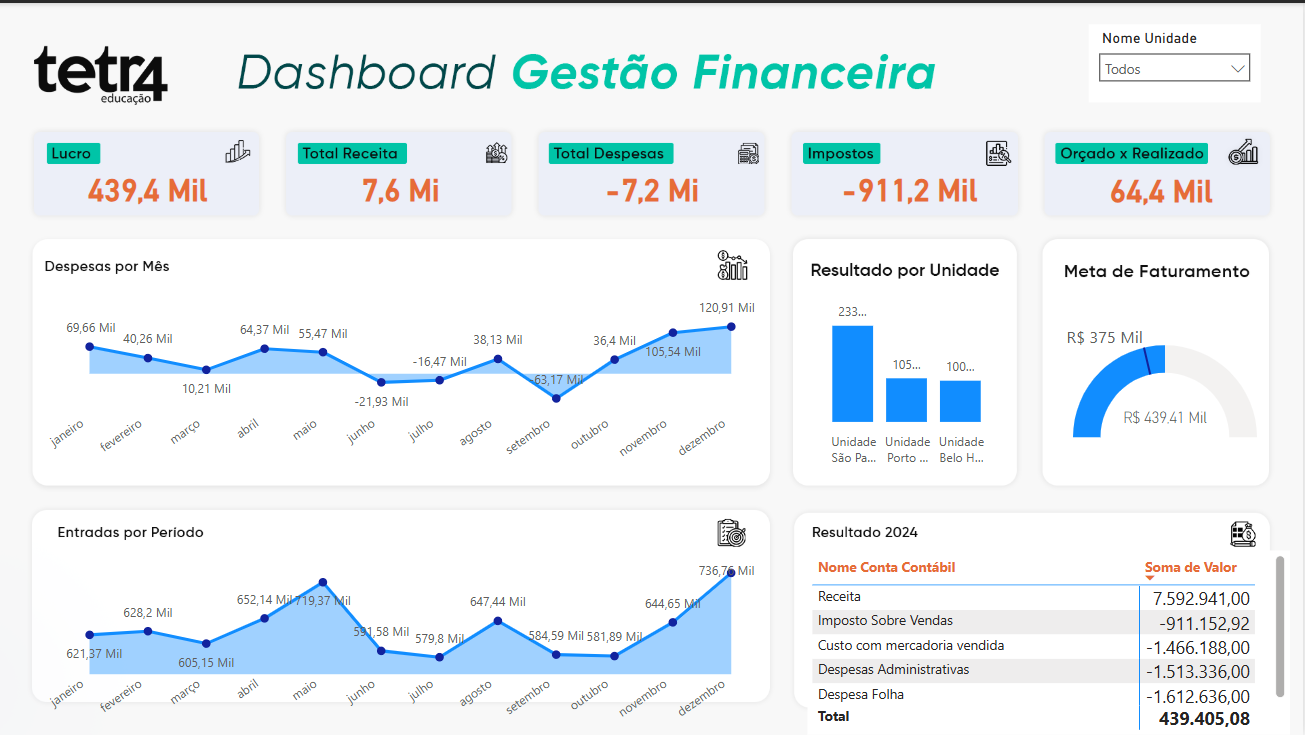 tetr4
educação
Dashboard Gestão Financeira
Nome Unidade
Todos
Lucro
439,4 Mil
Total Receita
7,6 Mi
Total Despesas
-7,2 Mi
Impostos
-911,2 Mil
Orçado x Realizado
64,4 Mil
Despesas por Mês
69,66 Mil
40,26 Mil
10,21 Mil
64,37 Mil
55,47 Mil
-21,93 Mil
-16,47 Mil
38,13 Mil
-63,17 Mil
36,4 Mil
105,54 Mil
120,91 Mil
janeiro
fevereiro
março
abril
maio
junho
julho
agosto
setembro
outubro
novembro
dezembro
Resultado por Unidade
233...
105...
100...
Unidade São Pa...
Unidade Porto ...
Unidade Belo H...
Meta de Faturamento
R$ 375 Mil
R$ 439,41 Mil
Entradas por Período
621,37 Mil
628,2 Mil
605,15 Mil
652,14 Mil
719,37 Mil
591,58 Mil
579,8 Mil
647,44 Mil
584,59 Mil
581,89 Mil
644,65 Mil
736,76 Mil
janeiro
fevereiro
março
abril
maio
junho
julho
agosto
setembro
outubro
novembro
dezembro
Resultado 2024
Nome Conta Contábil Soma de Valor
Receita 7.592.941,00
Imposto Sobre Vendas -911.152,92
Custo com mercadoria vendida -1.466.188,00
Despesas Administrativas -1.513.336,00
Despesa Folha -1.612.636,00
Total 439.405,08